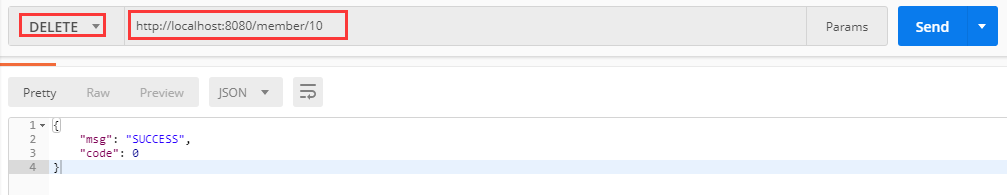 DELETE http://localhost:8080/member/10 Params Send
Pretty Raw Preview JSON
1 {
2 "msg": "SUCCESS",
3 "code": 0
4 }